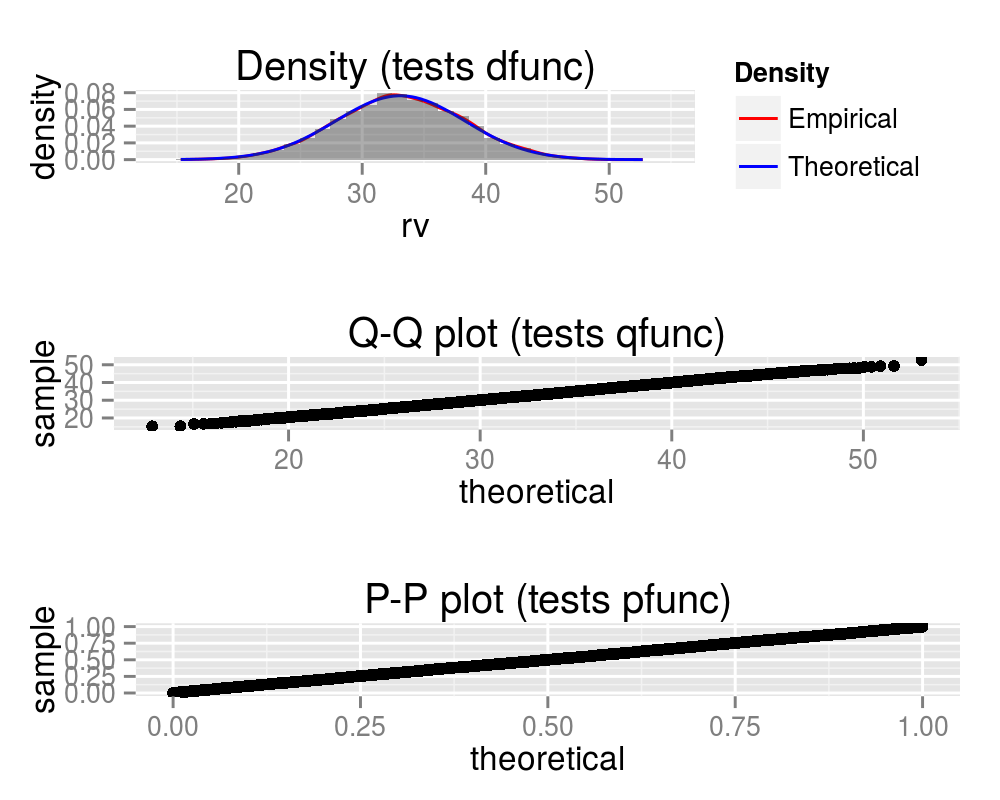 Density (tests dfunc)
density
0.08
0.06
0.04
0.02
0.00
20 30 40 50
rv
Density
Empirical
Theoretical
Q-Q plot (tests qfunc)
sample
50
40
30
20
20 30 40 50
theoretical
P-P plot (tests pfunc)
sample
1.00
0.75
0.50
0.25
0.00
0.00 0.25 0.50 0.75 1.00
theoretical